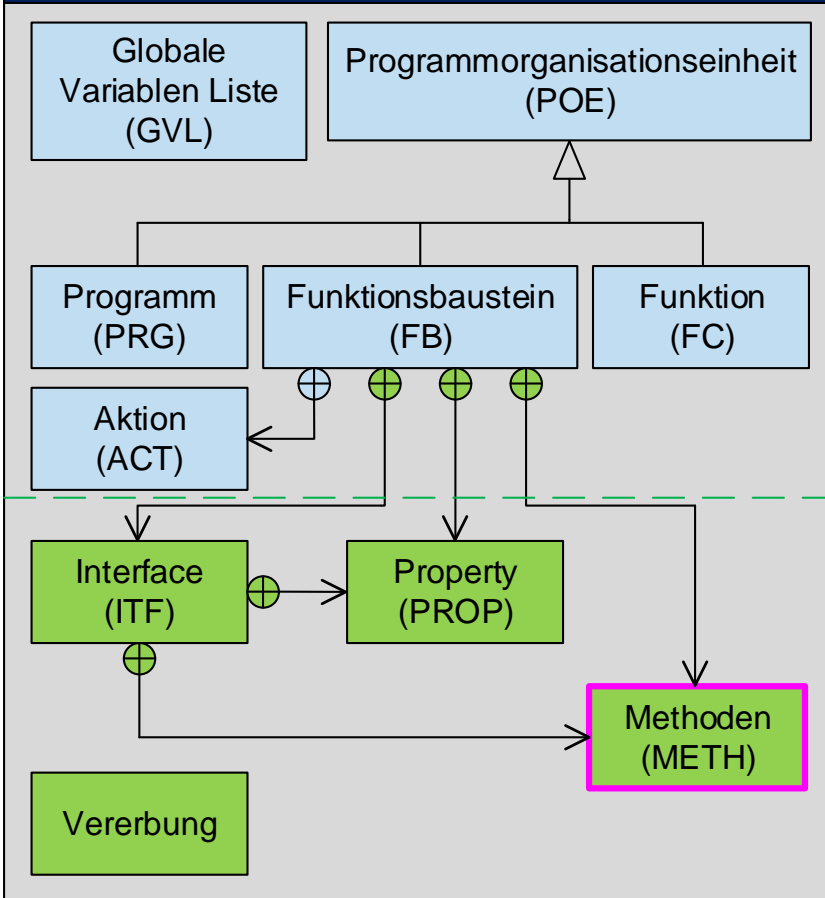 Globale
Variablen Liste
(GVL)
Programmorganisationseinheit
(POE)
Programm
(PRG)
Funktionsbaustein
(FB)
Funktion
(FC)
Aktion
(ACT)
Interface
(ITF)
Property
(PROP)
Methoden
(METH)
Vererbung